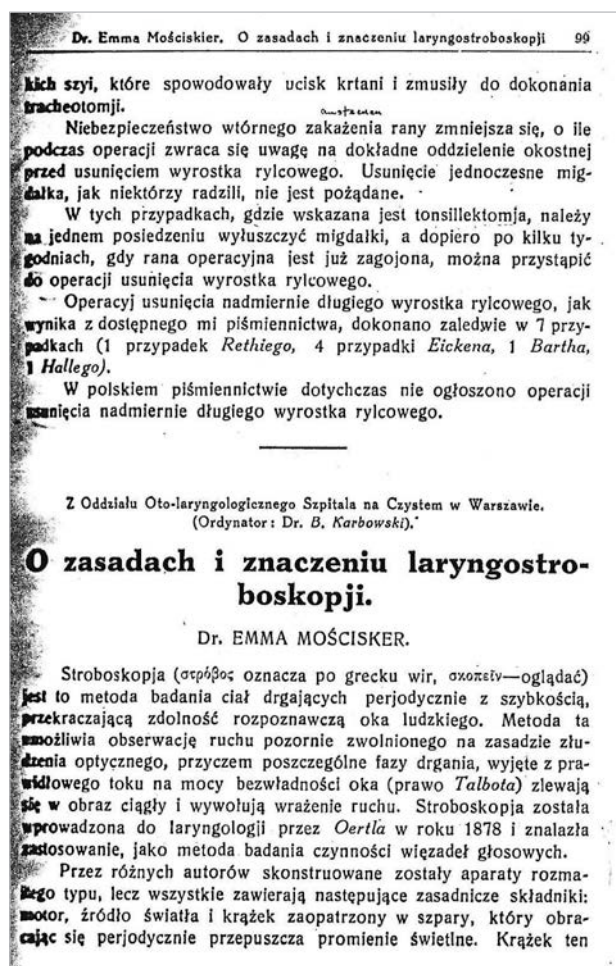 Dr. Emma Mościskier. O zasadach i znaczeniu laryngostroboskopji 99
kich szyi, które spowodowały ucisk krtani i zmusiły do dokonania
tracheotomji.
Niebezpieczeństwo wtórnego zakażenia rany zmniejsza się, o ile
podczas operacji zwraca się uwagę na dokładne oddzielenie okostnej
przed usunięciem wyrostka rylcowego. Usunięcie jednoczesne mig-
dałka, jak niektórzy radzili, nie jest pożądane.
W tych przypadkach, gdzie wskazana jest tonsillektomja, należy
na jednem posiedzeniu wyłuszczyć migdałki, a dopiero po kilku ty-
godniach, gdy rana operacyjna jest już zagojona, można przystąpić
do operacji usunięcia wyrostka rylcowego.
Operacyj usunięcia nadmiernie długiego wyrostka rylcowego, jak
wynika z dostępnego mi piśmiennictwa, dokonano zaledwie w 7 przy-
padkach (1 przypadek Rethiego, 4 przypadki Eickena, 1 Bartha,
1 Hallego).
W polskiem piśmiennictwie dotychczas nie ogłoszono operacji
usunięcia nadmiernie długiego wyrostka rylcowego.
Z Oddziału Oto-laryngologicznego Szpitala na Czystem w Warszawie.
(Ordynator: Dr. B. Karbowski).
O zasadach i znaczeniu laryngostro-
boskopji.
Dr. EMMA MOŚCISKER.
Stroboskopja (στρόβος oznacza po grecku wir, σκοπεῖν—oglądać)
jest to metoda badania ciał drgających perjodycznie z szybkością,
przekraczającą zdolność rozpoznawczą oka ludzkiego. Metoda ta
umożliwia obserwację ruchu pozornie zwolnionego na zasadzie złu-
dzenia optycznego, przyczem poszczególne fazy drgania, wyjęte z pra-
widłowego toku na mocy bezwładności oka (prawo Talbota) zlewają
się w obraz ciągły i wywołują wrażenie ruchu. Stroboskopja została
wprowadzona do laryngologii przez Oertla w roku 1878 i znalazła
zastosowanie, jako metoda badania czynności więzadeł głosowych.
Przez różnych autorów skonstruowane zostały aparaty rozma-
itego typu, lecz wszystkie zawierają następujące zasadnicze składniki:
motor, źródło światła i krążek zaopatrzony w szpary, który obra-
cając się perjodycznie przepuszcza promienie świetlne. Krążek ten